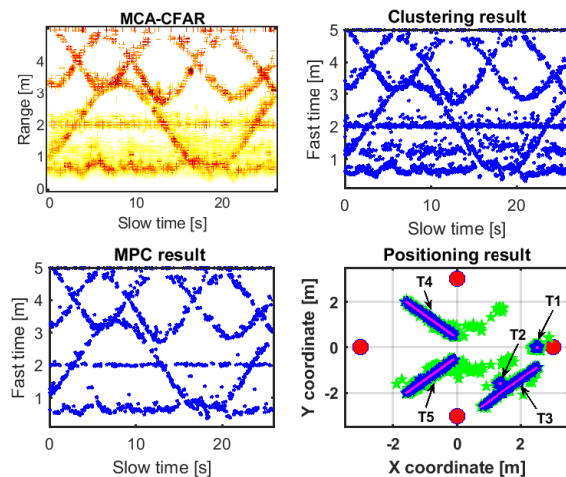 MCA-CFAR
Range [m]
4
3
2
1
0
0 10 20
Slow time [s]
Clustering result
Fast time [m]
5
4
3
2
1
0 10 20
Slow time [s]
MPC result
Fast time [m]
5
4
3
2
1
0 10 20
Slow time [s]
Positioning result
Y coordinate [m]
2
0
-2
-2 0 2
X coordinate [m]
T4
T1
T2
T5
T3